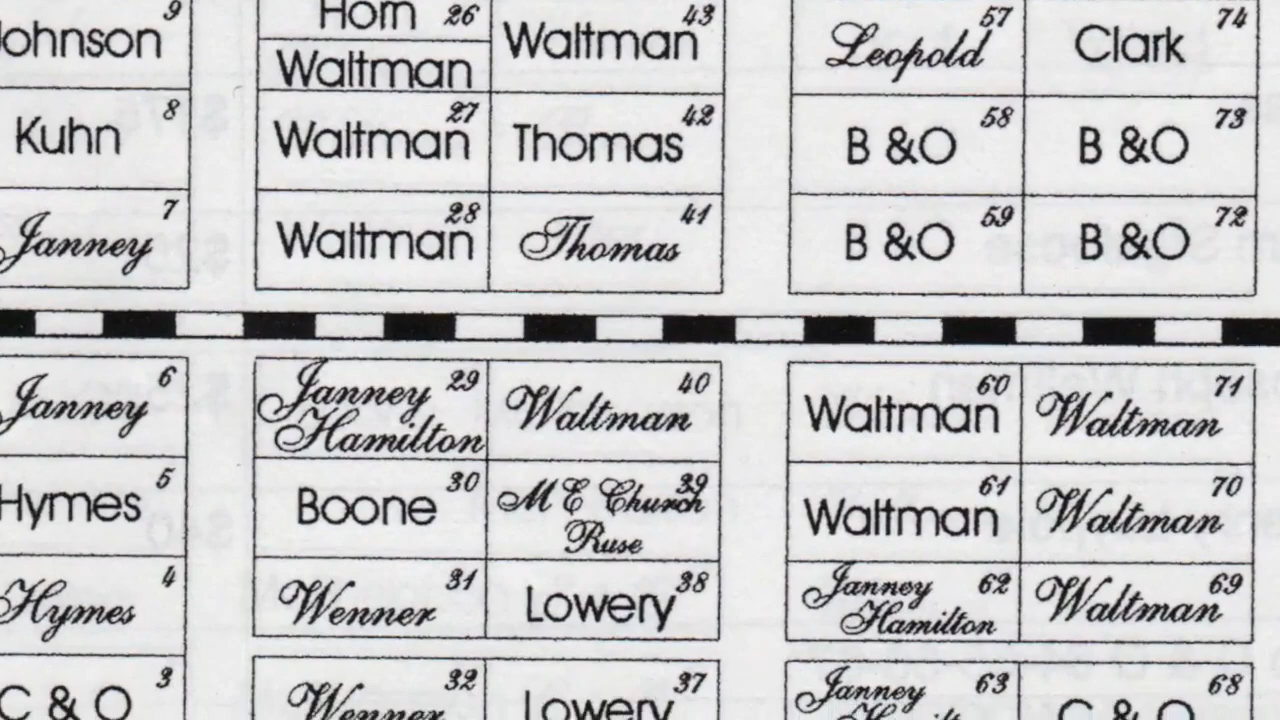 9
Johnson
Horn 26
Waltman
43
Waltman
57
Leopold
74
Clark
8
Kuhn
27
Waltman
42
Thomas
58
B &O
73
B &O
7
Janney
28
Waltman
41
Thomas
59
B &O
72
B &O
6
Janney
29
Janney
Hamilton
40
Waltman
60
Waltman
71
Waltman
5
Hymes
30
Boone
39
M E Church
Ruse
61
Waltman
70
Waltman
4
Hymes
31
Wenner
38
Lowery
62
Janney
Hamilton
69
Waltman
3
C & O
32
Wenner
37
Lowery
63
Janney
68
C & O